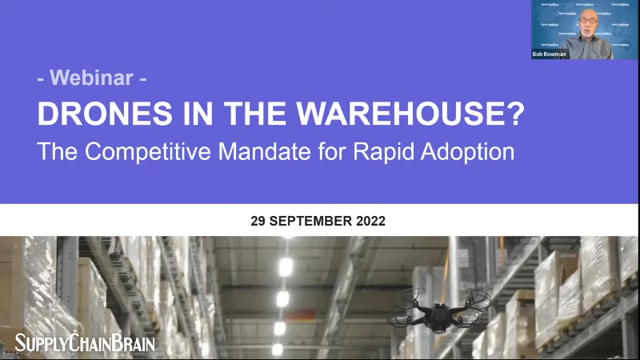 - Webinar -
DRONES IN THE WAREHOUSE?
The Competitive Mandate for Rapid Adoption
Bob Bowman
29 SEPTEMBER 2022
SUPPLYCHAINBRAIN